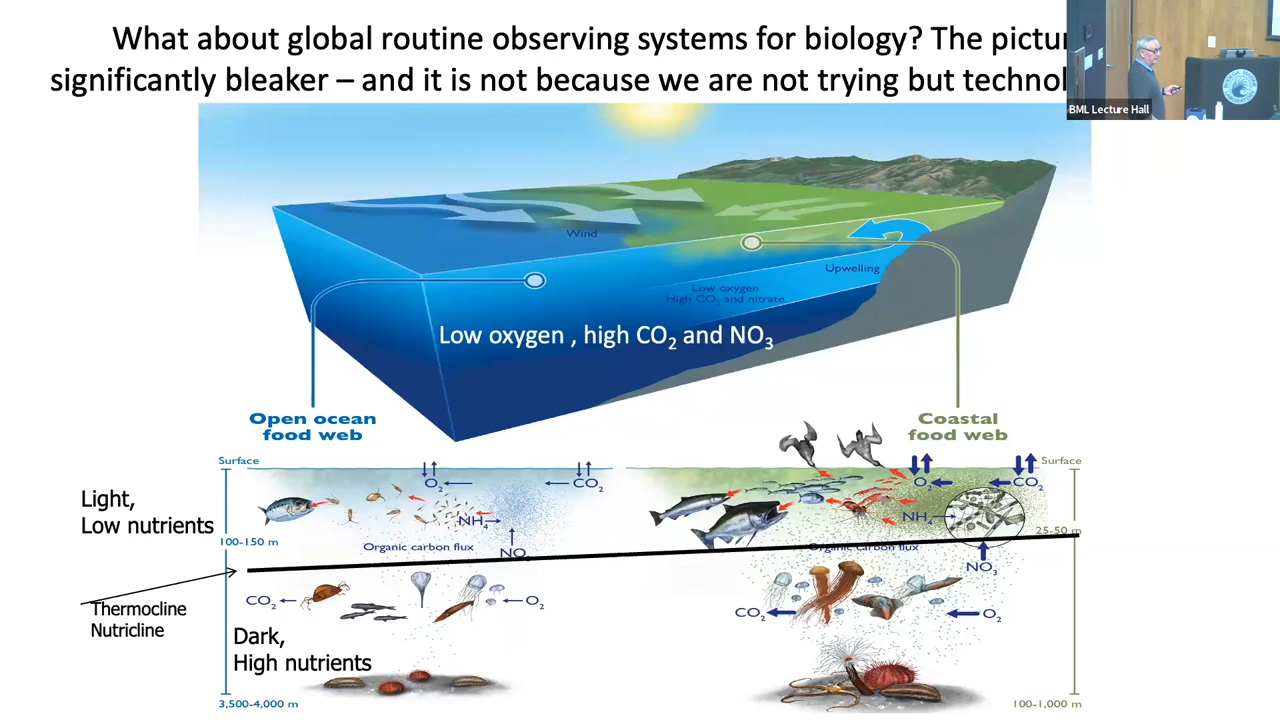 What about global routine observing systems for biology? The pictur
significantly bleaker – and it is not because we are not trying but technol
BML Lecture Hall
Wind
Upwelling
Low oxygen
High CO2 and nitrate
Low oxygen , high CO2 and NO3
Open ocean
food web
Coastal
food web
Surface
Surface
O2
CO2
O2
CO2
Light,
Low nutrients
NH4
NH4
100-150 m
25-50 m
Organic carbon flux
NO
Organic carbon flux
NO3
Thermocline
Nutricline
CO2
O2
CO2
O2
Dark,
High nutrients
3,500-4,000 m
100-1,000 m